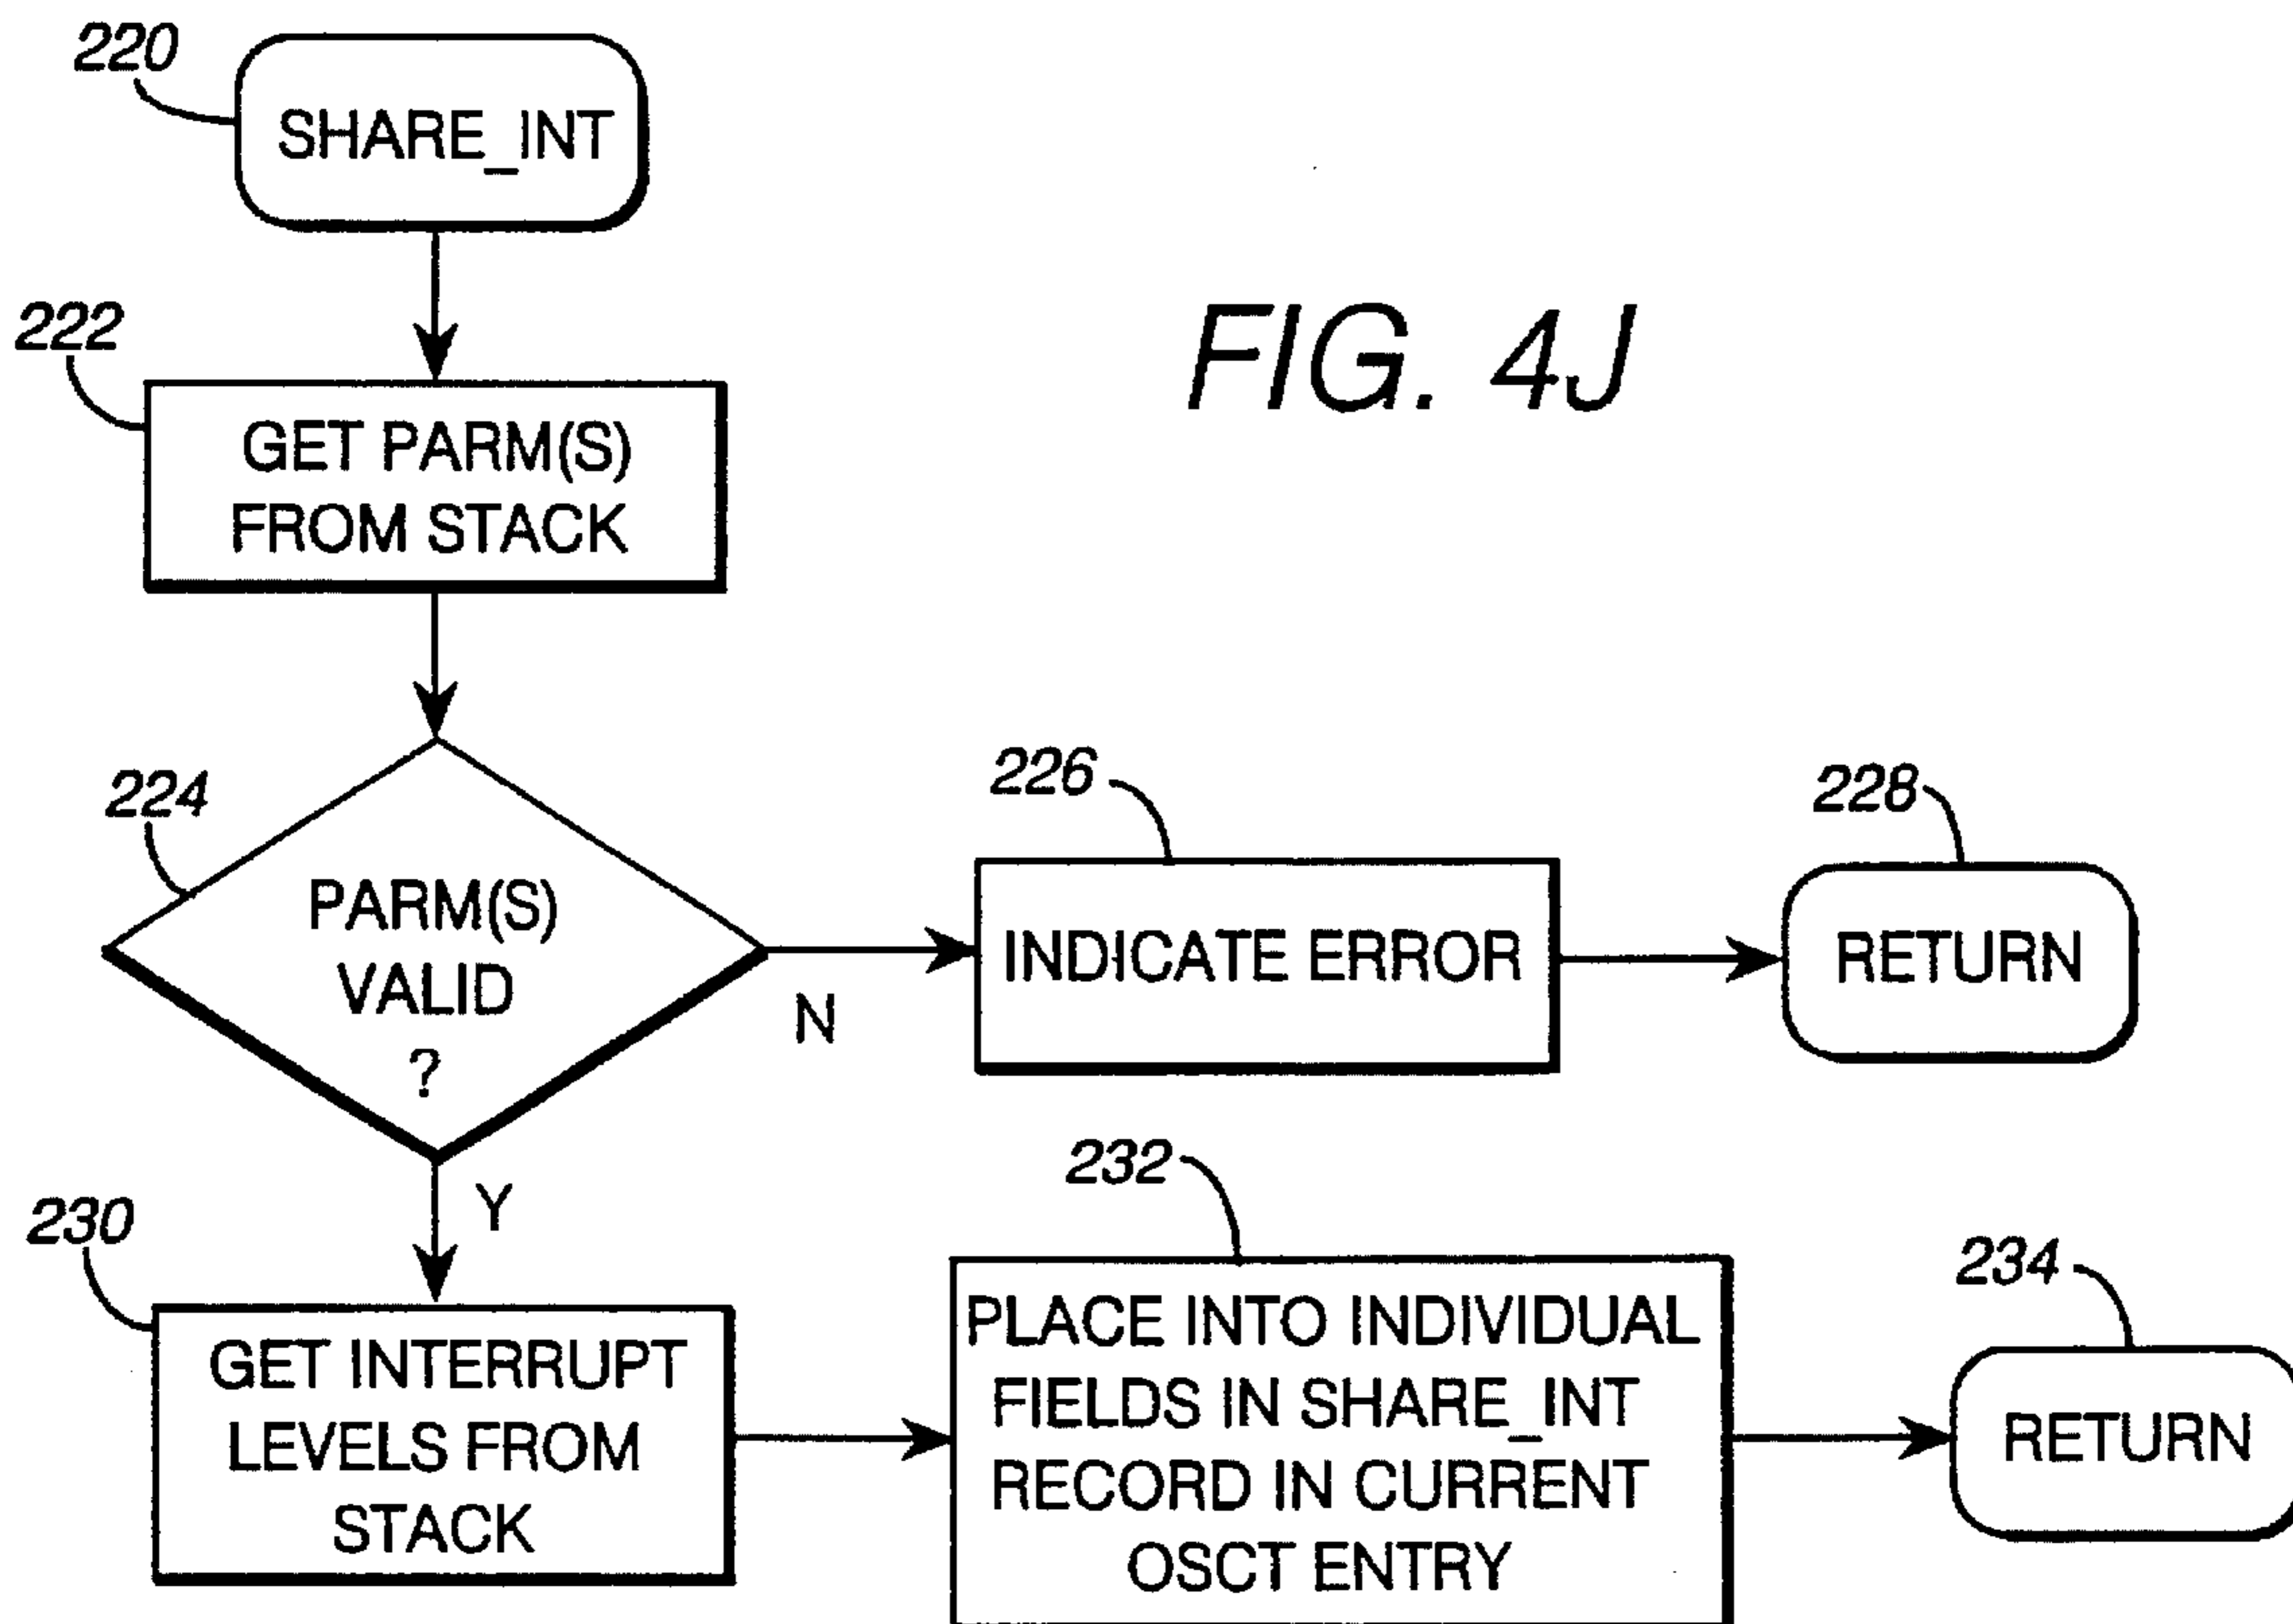 220
SHARE_INT
222
GET PARM(S)
FROM STACK
FIG. 4J
224
PARM(S)
VALID
?
N
226
INDICATE ERROR
228
RETURN
Y
230
GET INTERRUPT
LEVELS FROM
STACK
232
PLACE INTO INDIVIDUAL
FIELDS IN SHARE_INT
RECORD IN CURRENT
OSCT ENTRY
234
RETURN